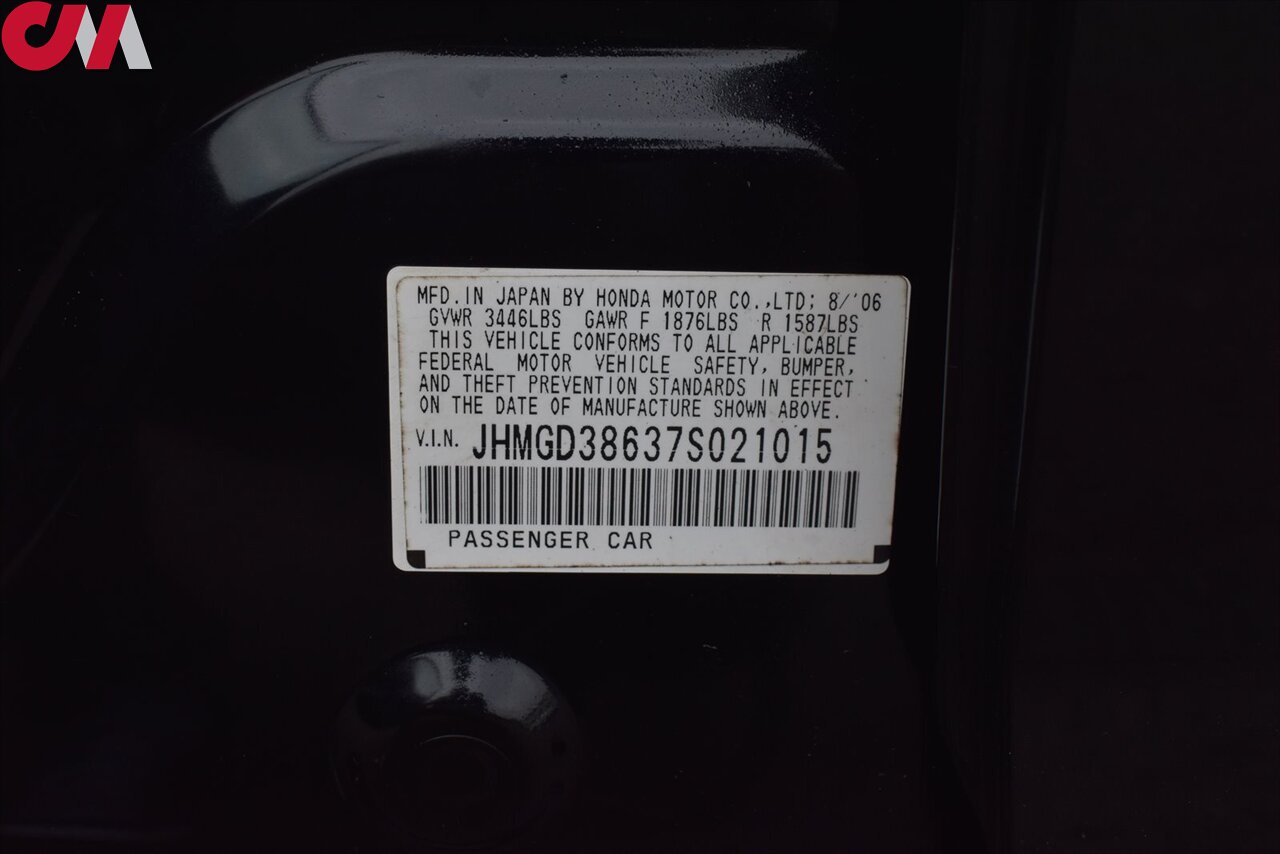 CM
MFD. IN JAPAN BY HONDA MOTOR CO.,LTD; 8/'06
GVWR 3446LBS GAWR F 1876LBS R 1587LBS
THIS VEHICLE CONFORMS TO ALL APPLICABLE
FEDERAL MOTOR VEHICLE SAFETY, BUMPER,
AND THEFT PREVENTION STANDARDS IN EFFECT
ON THE DATE OF MANUFACTURE SHOWN ABOVE.
V.I.N. JHMGD38637S021015
PASSENGER CAR